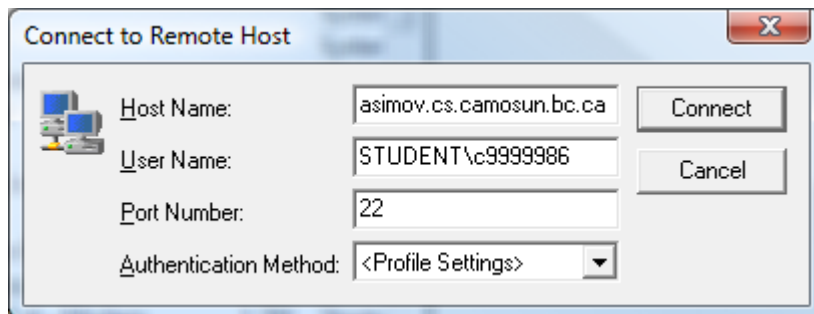 Connect to Remote Host
Host Name: asimov.cs.camosun.bc.ca Connect
User Name: STUDENT\c9999986 Cancel
Port Number: 22
Authentication Method: <Profile Settings>